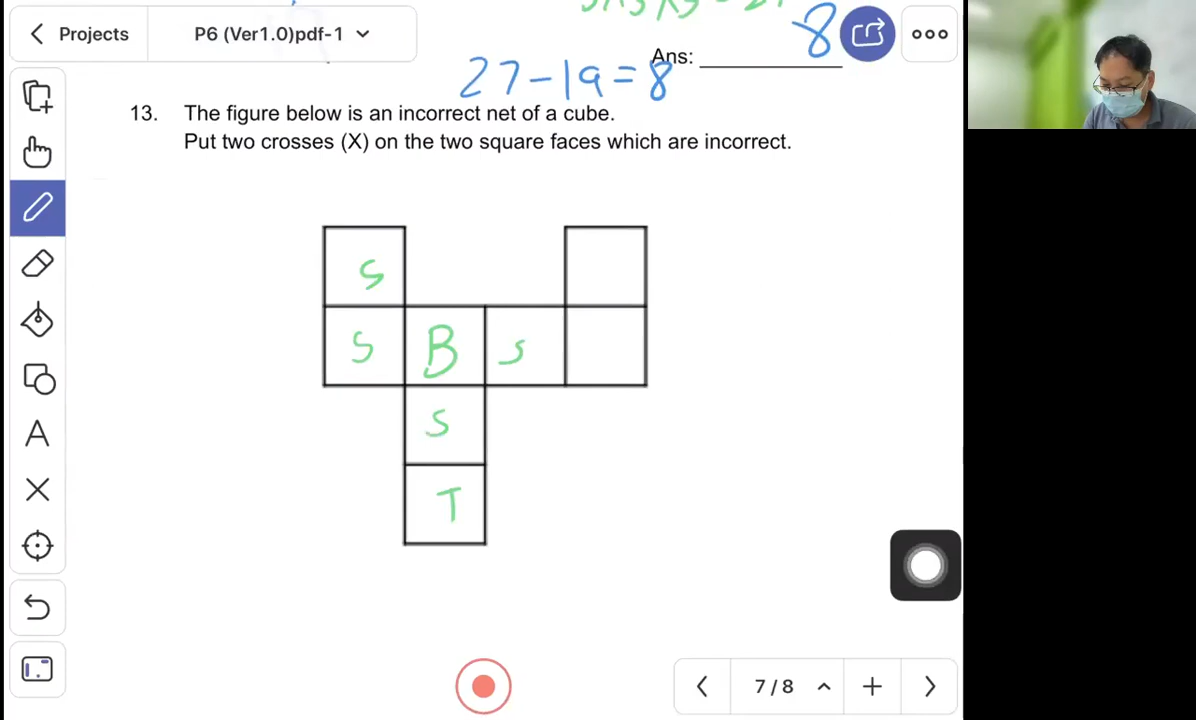 Projects
P6 (Ver1.0)pdf-1
8
Ans:
27-19=8
13. The figure below is an incorrect net of a cube.
Put two crosses (X) on the two square faces which are incorrect.
S
S B S
S
T
A
7 / 8